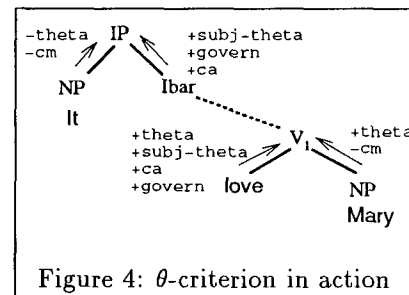 -theta IP +subj-theta
-cm +govern
+ca
NP Ibar
It
+theta V₁ +theta
+subj-theta -cm
+ca
+govern
love NP
Mary
Figure 4: θ-criterion in action